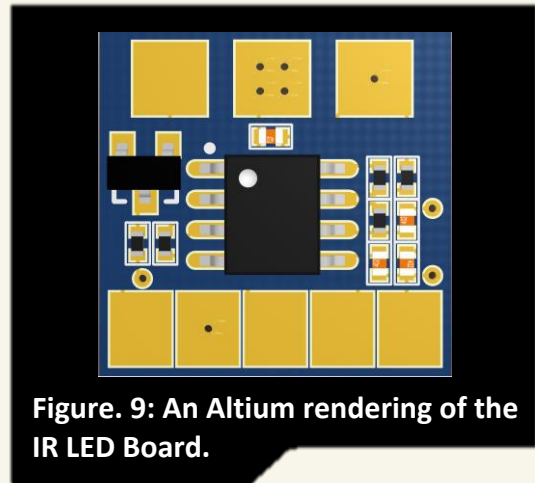 Figure. 9: An Altium rendering of the
IR LED Board.